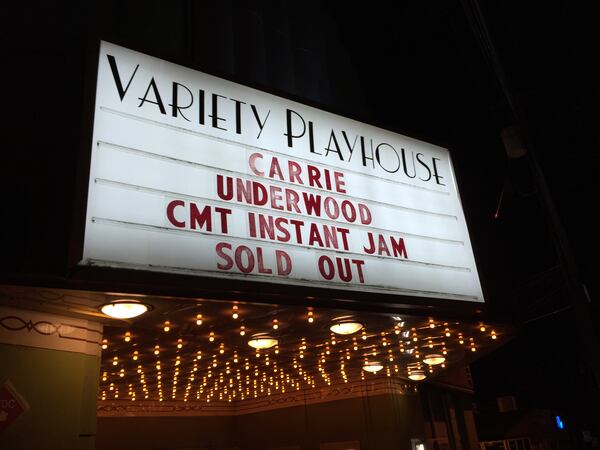 VARIETY PLAYHOUSE
CARRIE
UNDERWOOD
CMT INSTANT JAM
SOLD OUT